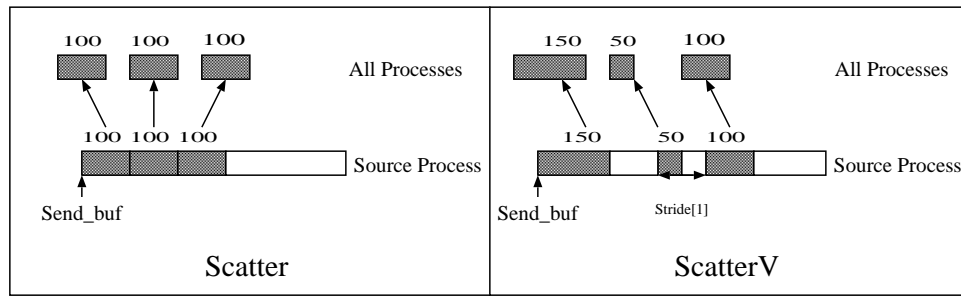 100 100 100
All Processes
100 100 100
Source Process
Send_buf
Scatter
150 50 100
All Processes
150 50 100
Source Process
Send_buf
Stride[1]
ScatterV